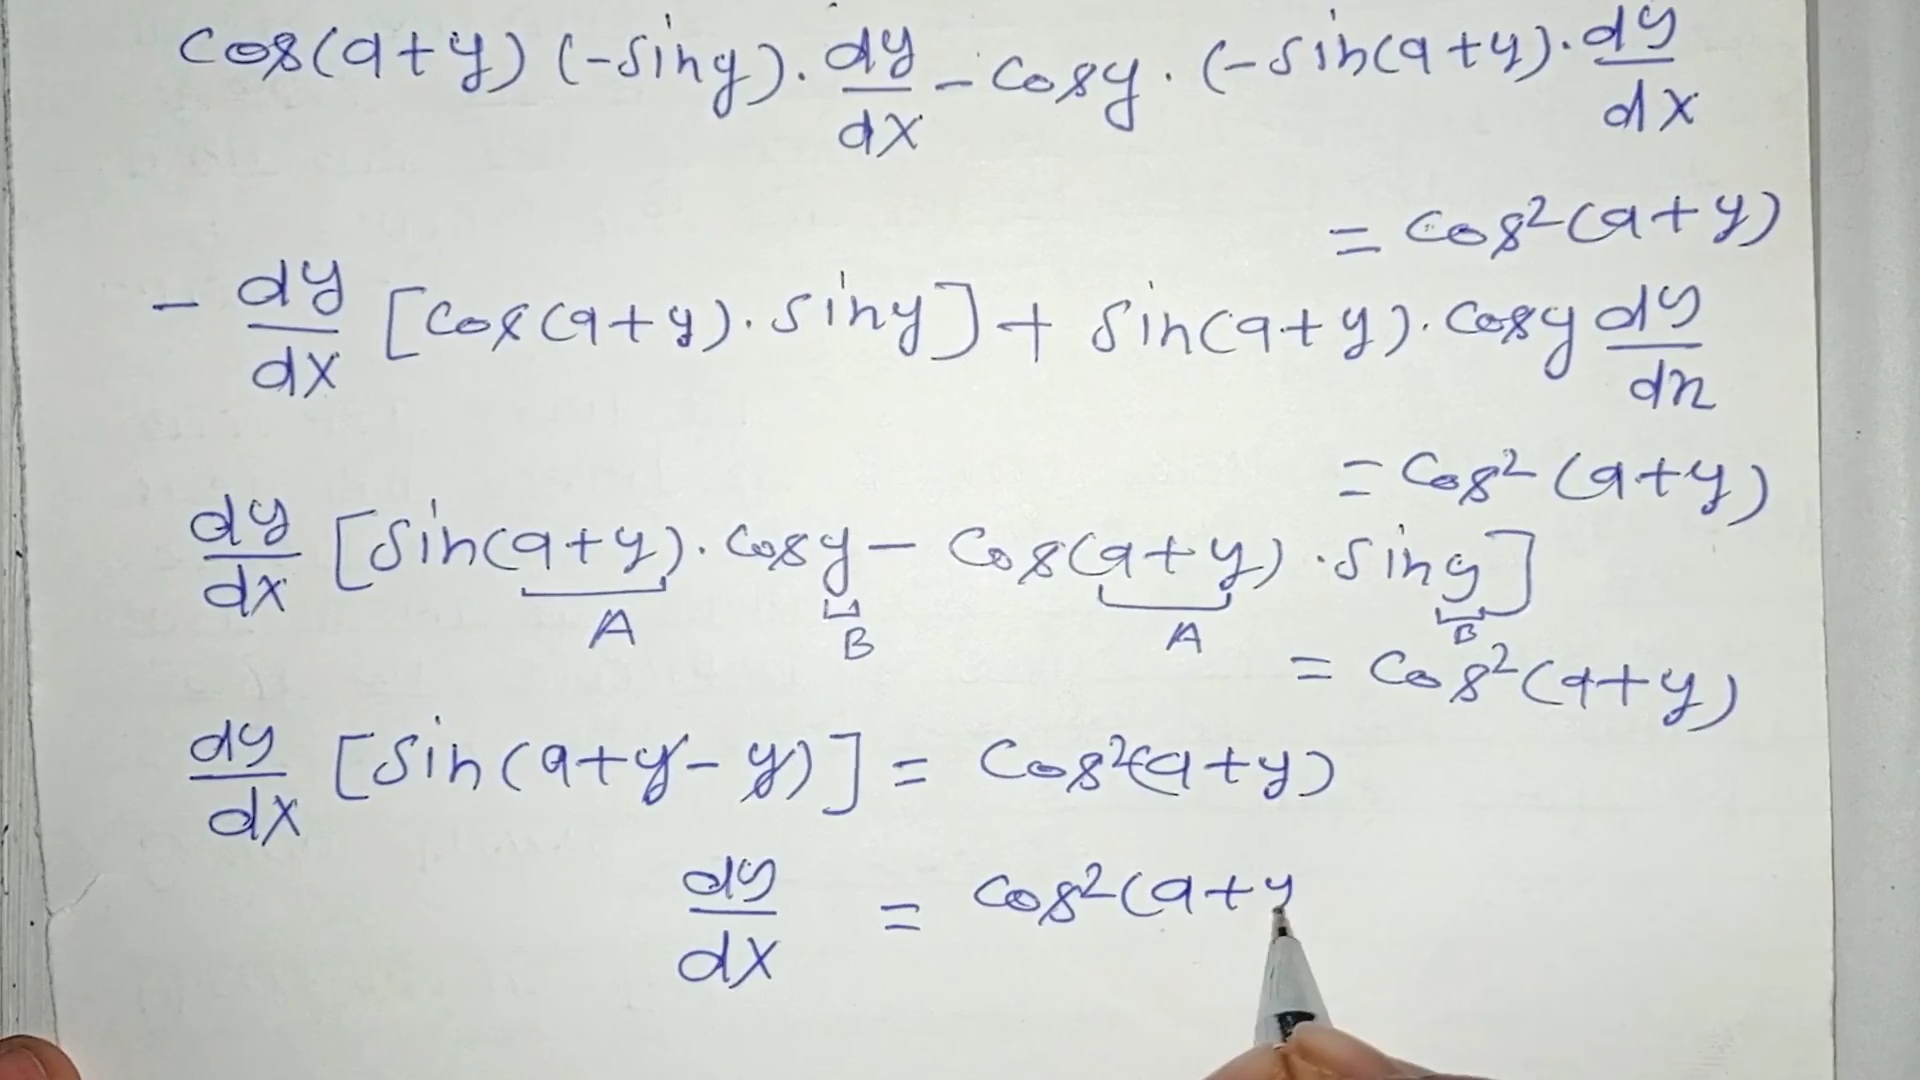 cos(a+y) (-siny). dy/dx - cosy. (-sin(a+y). dy/dx
= cos²(a+y)
- dy/dx [cos(a+y). siny] + sin(a+y). cosy dy/dx
= cos²(a+y)
dy/dx [sin(a+y). cosy - cos(a+y) .siny]
A B A B
= cos²(a+y)
dy/dx [sin(a+y-y)] = cos²(a+y)
dy/dx = cos²(a+y